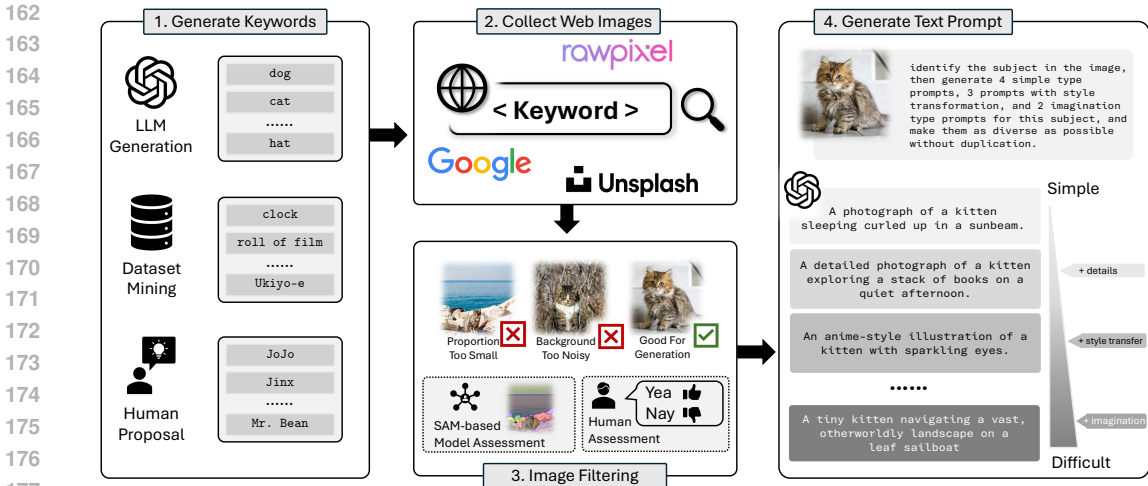 162
163
164
165
166
167
168
169
170
171
172
173
174
175
176
177
1. Generate Keywords
LLM
Generation
dog
cat
......
hat
Dataset
Mining
clock
roll of film
......
Ukiyo-e
Human
Proposal
JoJo
Jinx
......
Mr. Bean
2. Collect Web Images
rawpixel
< Keyword >
Google
Unsplash
Proportion
Too Small
Background
Too Noisy
Good For
Generation
SAM-based
Model Assessment
Yea
Nay
Human
Assessment
3. Image Filtering
4. Generate Text Prompt
identify the subject in the image,
then generate 4 simple type
prompts, 3 prompts with style
transformation, and 2 imagination
type prompts for this subject, and
make them as diverse as possible
without duplication.
Simple
A photograph of a kitten
sleeping curled up in a sunbeam.
A detailed photograph of a kitten
exploring a stack of books on a
quiet afternoon.
+ details
An anime-style illustration of a
kitten with sparkling eyes.
+ style transfer
......
A tiny kitten navigating a vast,
otherworldly landscape on a
leaf sailboat
+ imagination
Difficult